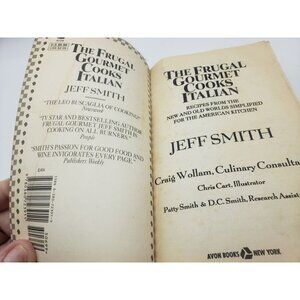 THE FRUGAL
GOURMET
COOKS
ITALIAN
JEFF SMITH
"THE LEO BUSCAGLIA OF COOKING"
Newsweek
"TV STAR AND BESTSELLING AUTHOR
FRUGAL GOURMET JEFF SMITH IS
COOKING ON ALL BURNERS"
People
"SMITH'S PASSION FOR GOOD FOOD AND
WINE INVIGORATES EVERY PAGE."
Publishers Weekly
THE FRUGAL
GOURMET
COOKS
ITALIAN
RECIPES FROM THE
NEW AND OLD WORLDS SIMPLIFIED
FOR THE AMERICAN KITCHEN
JEFF SMITH
Craig Wollam, Culinary Consulta
Chris Cart, Illustrator
Patty Smith & D.C. Smith, Research Assis
AVON BOOKS NEW YORK